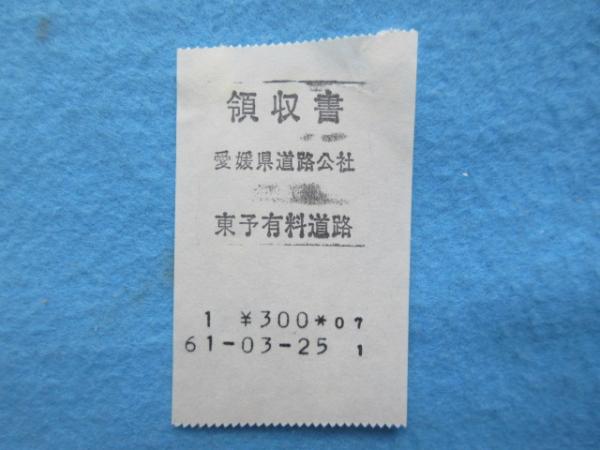 領収書
愛媛県道路公社
東予有料道路
1 ¥300*07
61-03-25 1